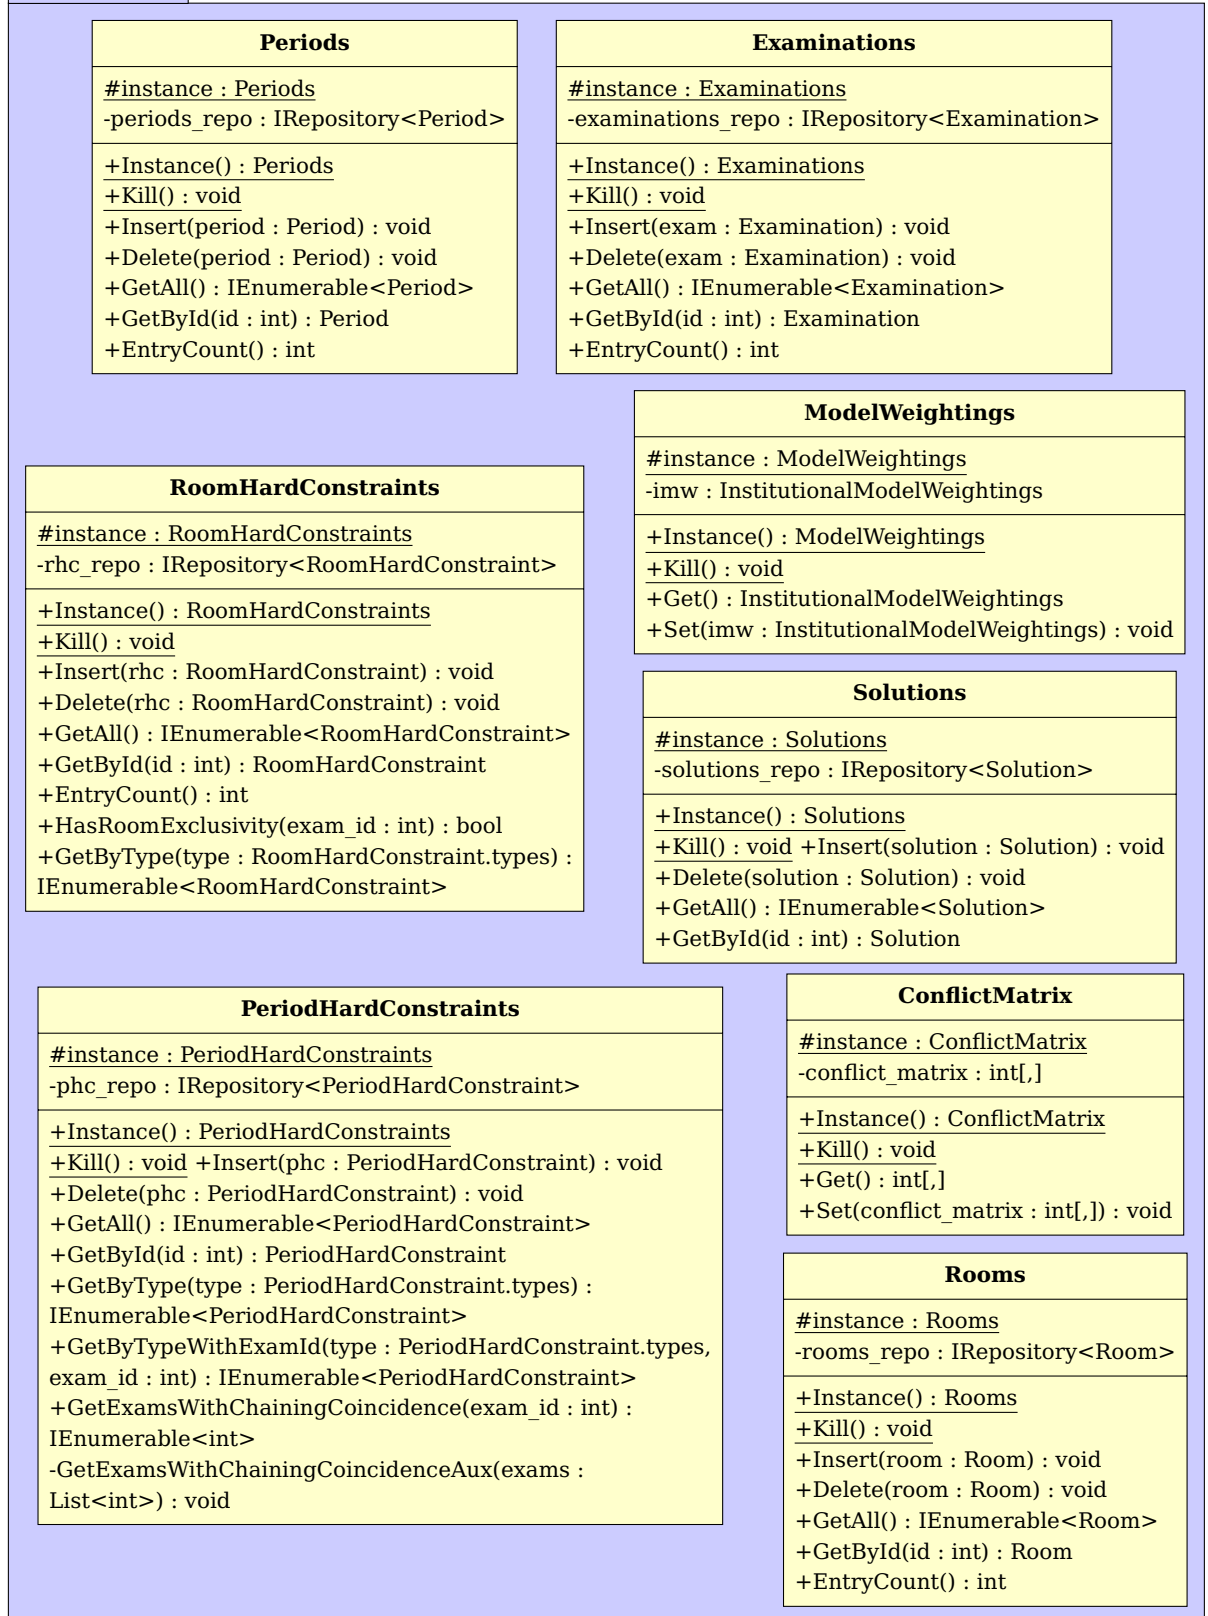 Periods
#instance : Periods
-periods_repo : IRepository<Period>
+Instance() : Periods
+Kill() : void
+Insert(period : Period) : void
+Delete(period : Period) : void
+GetAll() : IEnumerable<Period>
+GetById(id : int) : Period
+EntryCount() : int
Examinations
#instance : Examinations
-examinations_repo : IRepository<Examination>
+Instance() : Examinations
+Kill() : void
+Insert(exam : Examination) : void
+Delete(exam : Examination) : void
+GetAll() : IEnumerable<Examination>
+GetById(id : int) : Examination
+EntryCount() : int
ModelWeightings
#instance : ModelWeightings
-imw : InstitutionalModelWeightings
+Instance() : ModelWeightings
+Kill() : void
+Get() : InstitutionalModelWeightings
+Set(imw : InstitutionalModelWeightings) : void
RoomHardConstraints
#instance : RoomHardConstraints
-rhc_repo : IRepository<RoomHardConstraint>
+Instance() : RoomHardConstraints
+Kill() : void
+Insert(rhc : RoomHardConstraint) : void
+Delete(rhc : RoomHardConstraint) : void
+GetAll() : IEnumerable<RoomHardConstraint>
+GetById(id : int) : RoomHardConstraint
+EntryCount() : int
+HasRoomExclusivity(exam_id : int) : bool
+GetByType(type : RoomHardConstraint.types) :
IEnumerable<RoomHardConstraint>
Solutions
#instance : Solutions
-solutions_repo : IRepository<Solution>
+Instance() : Solutions
+Kill() : void +Insert(solution : Solution) : void
+Delete(solution : Solution) : void
+GetAll() : IEnumerable<Solution>
+GetById(id : int) : Solution
PeriodHardConstraints
#instance : PeriodHardConstraints
-phc_repo : IRepository<PeriodHardConstraint>
+Instance() : PeriodHardConstraints
+Kill() : void +Insert(phc : PeriodHardConstraint) : void
+Delete(phc : PeriodHardConstraint) : void
+GetAll() : IEnumerable<PeriodHardConstraint>
+GetById(id : int) : PeriodHardConstraint
+GetByType(type : PeriodHardConstraint.types) :
IEnumerable<PeriodHardConstraint>
+GetByTypeWithExamId(type : PeriodHardConstraint.types,
exam_id : int) : IEnumerable<PeriodHardConstraint>
+GetExamsWithChainingCoincidence(exam_id : int) :
IEnumerable<int>
-GetExamsWithChainingCoincidenceAux(exams :
List<int>) : void
ConflictMatrix
#instance : ConflictMatrix
-conflict_matrix : int[,]
+Instance() : ConflictMatrix
+Kill() : void
+Get() : int[,]
+Set(conflict_matrix : int[,]) : void
Rooms
#instance : Rooms
-rooms_repo : IRepository<Room>
+Instance() : Rooms
+Kill() : void
+Insert(room : Room) : void
+Delete(room : Room) : void
+GetAll() : IEnumerable<Room>
+GetById(id : int) : Room
+EntryCount() : int